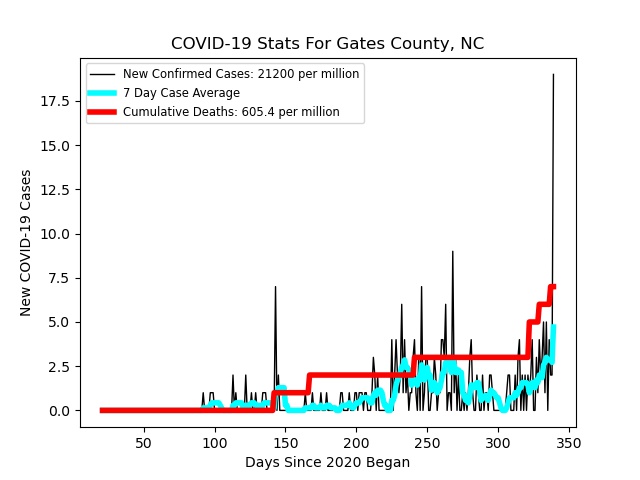 COVID-19 Stats For Gates County, NC
New Confirmed Cases: 21200 per million
7 Day Case Average
Cumulative Deaths: 605.4 per million
New COVID-19 Cases
17.5
15.0
12.5
10.0
7.5
5.0
2.5
0.0
50 100 150 200 250 300 350
Days Since 2020 Began